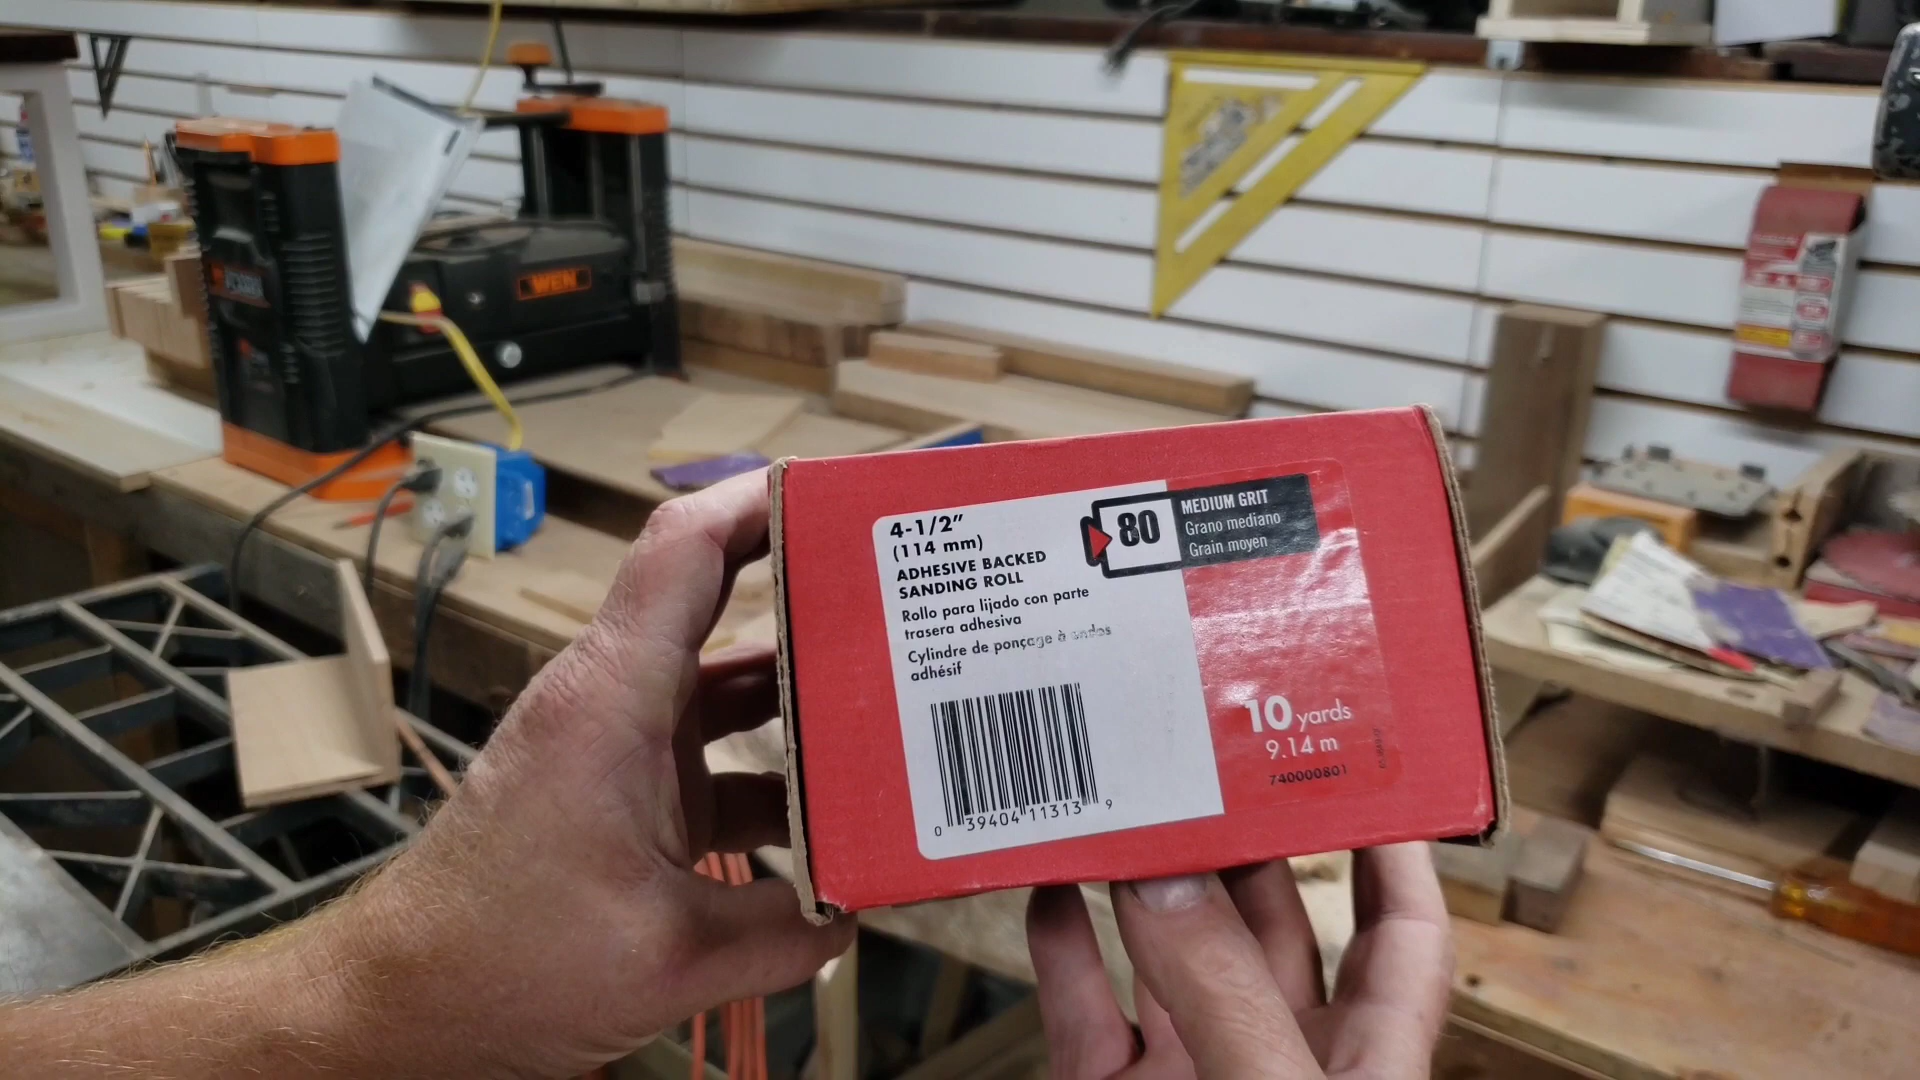 WEN
4-1/2"
(114 mm)
ADHESIVE BACKED
SANDING ROLL
Rollo para lijado con parte
trasera adhesiva
Cylindre de ponçage à endos
adhésif
80
MEDIUM GRIT
Grano mediano
Grain moyen
0 39404 11313 9
10 yards
9.14 m
740000801